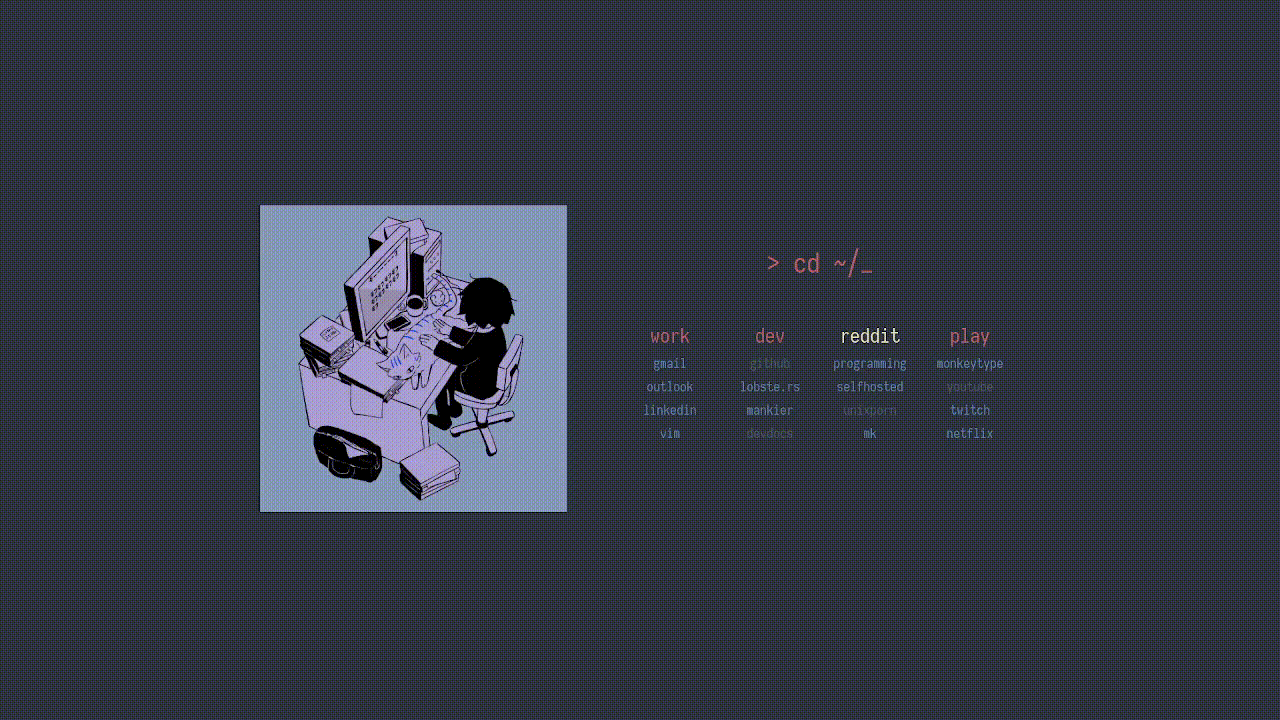 > cd ~/_
work dev reddit play
gmail github programming monkeytype
outlook lobste.rs selfhosted youtube
linkedin mankier unixporn twitch
vim devdocs mk netflix